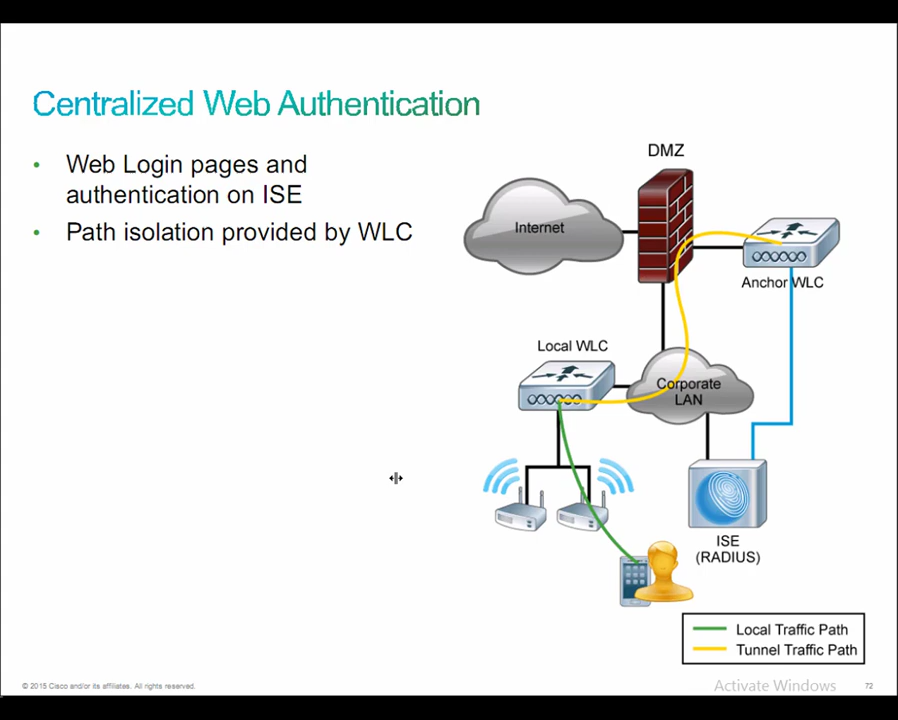 Centralized Web Authentication
• Web Login pages and
authentication on ISE
• Path isolation provided by WLC
DMZ
Internet
Anchor WLC
Local WLC
Corporate
LAN
ISE
(RADIUS)
Local Traffic Path
Tunnel Traffic Path
© 2015 Cisco and/or its affiliates. All rights reserved.
Activate Windows
72